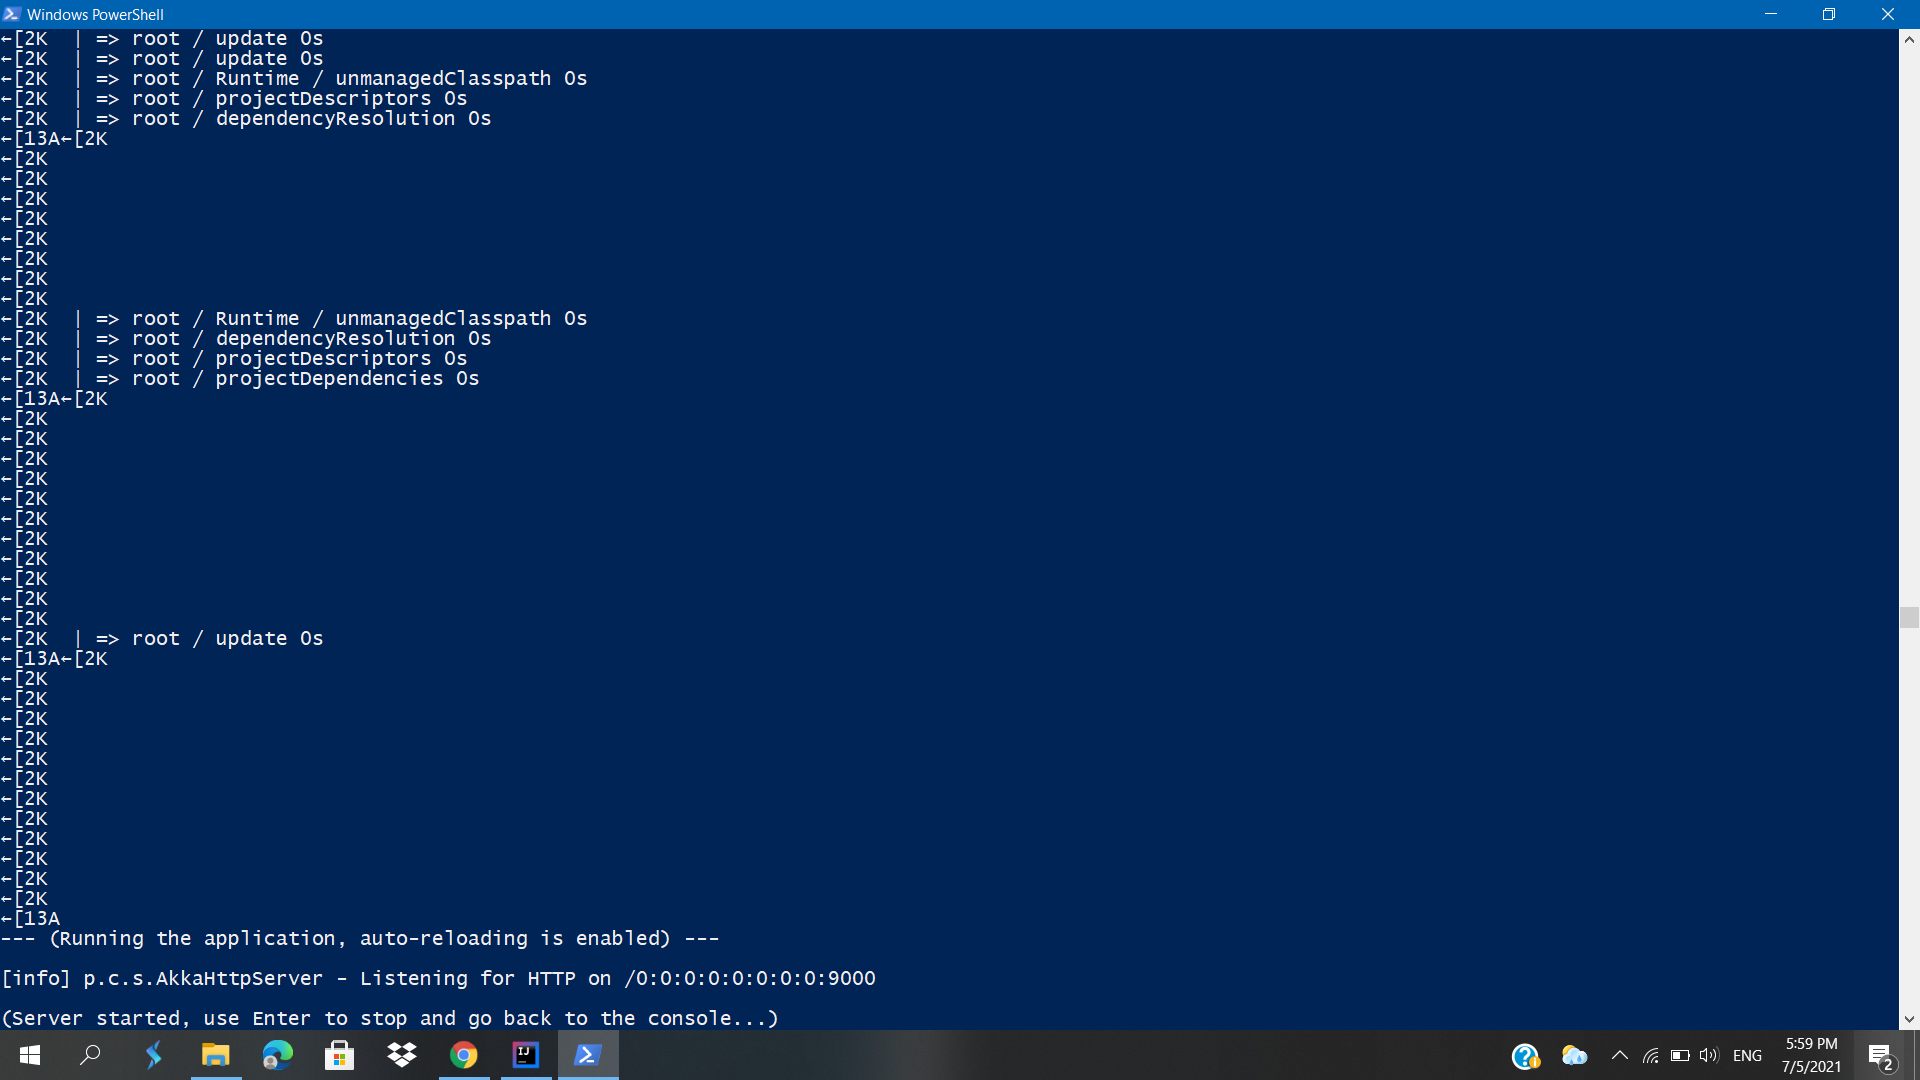 Windows PowerShell
←[2K  | => root / update 0s
←[2K  | => root / update 0s
←[2K  | => root / Runtime / unmanagedClasspath 0s
←[2K  | => root / projectDescriptors 0s
←[2K  | => root / dependencyResolution 0s
←[13A←[2K
←[2K
←[2K
←[2K
←[2K
←[2K
←[2K
←[2K
←[2K
←[2K  | => root / Runtime / unmanagedClasspath 0s
←[2K  | => root / dependencyResolution 0s
←[2K  | => root / projectDescriptors 0s
←[2K  | => root / projectDependencies 0s
←[13A←[2K
←[2K
←[2K
←[2K
←[2K
←[2K
←[2K
←[2K
←[2K
←[2K
←[2K
←[2K
←[2K  | => root / update 0s
←[13A←[2K
←[2K
←[2K
←[2K
←[2K
←[2K
←[2K
←[2K
←[2K
←[2K
←[2K
←[2K
←[2K
←[13A
--- (Running the application, auto-reloading is enabled) ---
[info] p.c.s.AkkaHttpServer - Listening for HTTP on /0:0:0:0:0:0:0:0:9000
(Server started, use Enter to stop and go back to the console...)
IJ
ENG
5:59 PM
7/5/2021
2